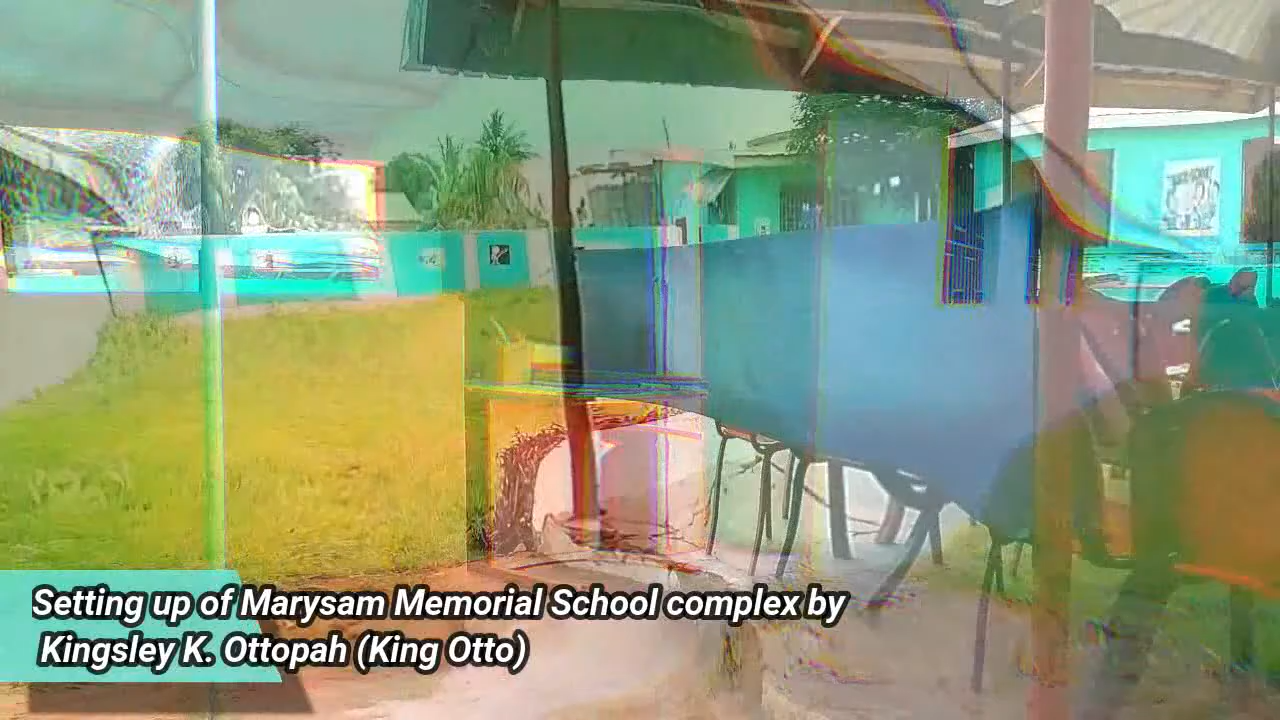 Setting up of Marysam Memorial School complex by
Kingsley K. Ottopah (King Otto)